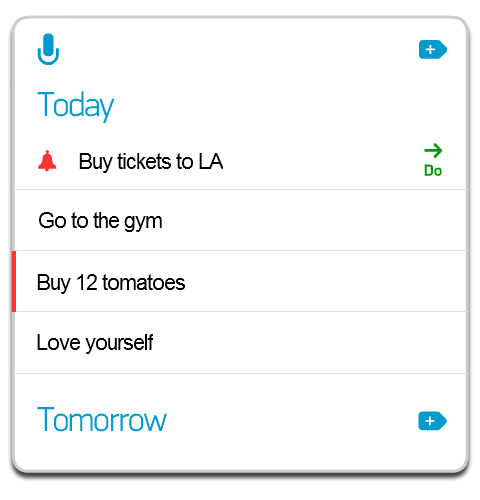 Today
Buy tickets to LA
Do
Go to the gym
Buy 12 tomatoes
Love yourself
Tomorrow